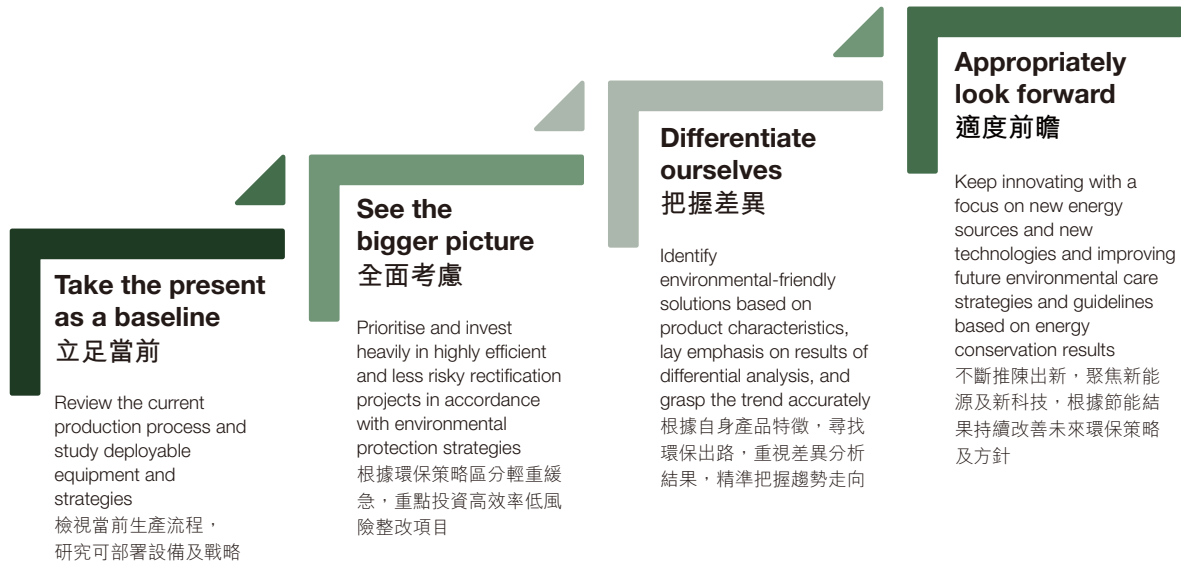 Take the present
as a baseline
立足當前
Review the current
production process and
study deployable
equipment and
strategies
檢視當前生產流程，
研究可部署設備及戰略
See the
bigger picture
全面考慮
Prioritise and invest
heavily in highly efficient
and less risky rectification
projects in accordance
with environmental
protection strategies
根據環保策略區分輕重緩
急，重點投資高效率低風
險整改項目
Differentiate
ourselves
把握差異
Identify
environmental-friendly
solutions based on
product characteristics,
lay emphasis on results of
differential analysis, and
grasp the trend accurately
根據自身產品特徵，尋找
環保出路，重視差異分析
結果，精準把握趨勢走向
Appropriately
look forward
適度前瞻
Keep innovating with a
focus on new energy
sources and new
technologies and improving
future environmental care
strategies and guidelines
based on energy
conservation results
不斷推陳出新，聚焦新能
源及新科技，根據節能結
果持續改善未來環保策略
及方針